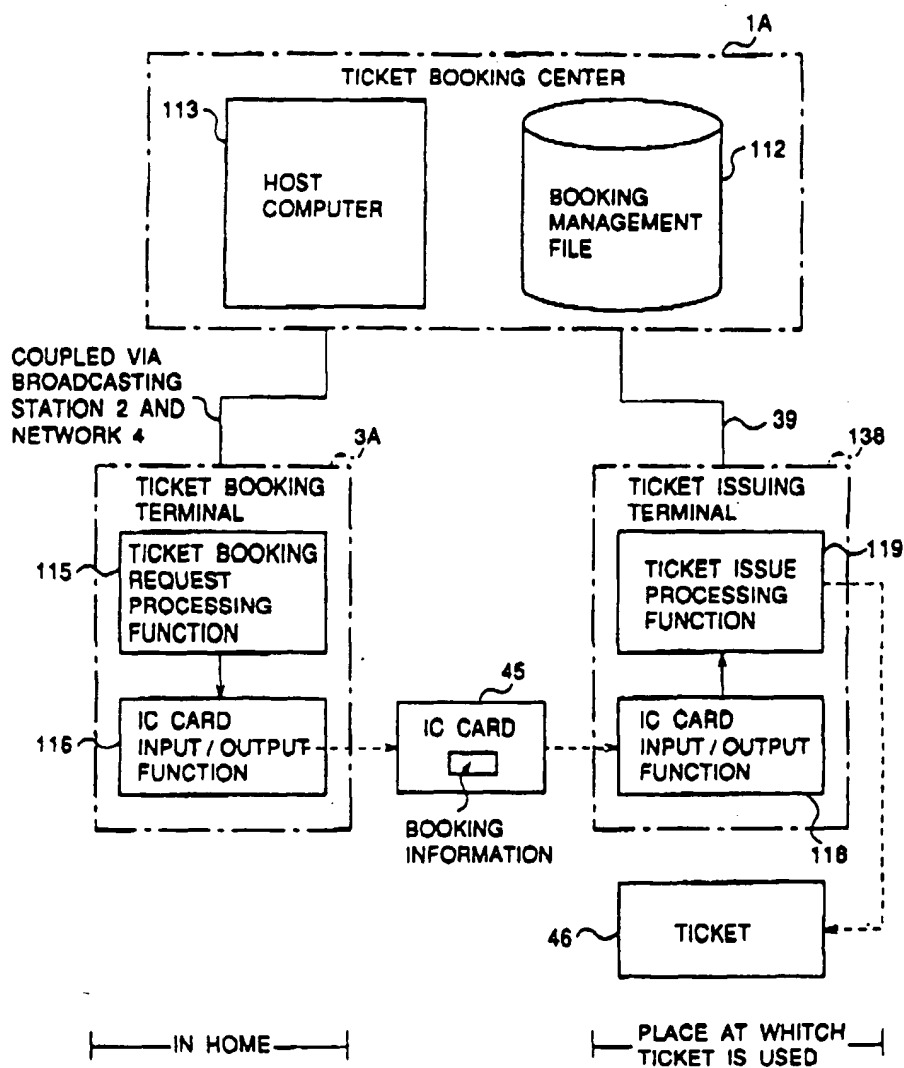 1A
TICKET BOOKING CENTER
113
HOST
COMPUTER
112
BOOKING
MANAGEMENT
FILE
COUPLED VIA
BROADCASTING
STATION 2 AND
NETWORK 4
3A
39
138
TICKET BOOKING
TERMINAL
TICKET ISSUING
TERMINAL
115
TICKET BOOKING
REQUEST
PROCESSING
FUNCTION
119
TICKET ISSUE
PROCESSING
FUNCTION
116
IC CARD
INPUT/OUTPUT
FUNCTION
45
IC CARD
BOOKING
INFORMATION
IC CARD
INPUT/OUTPUT
FUNCTION
118
46
TICKET
IN HOME
PLACE AT WHITCH
TICKET IS USED